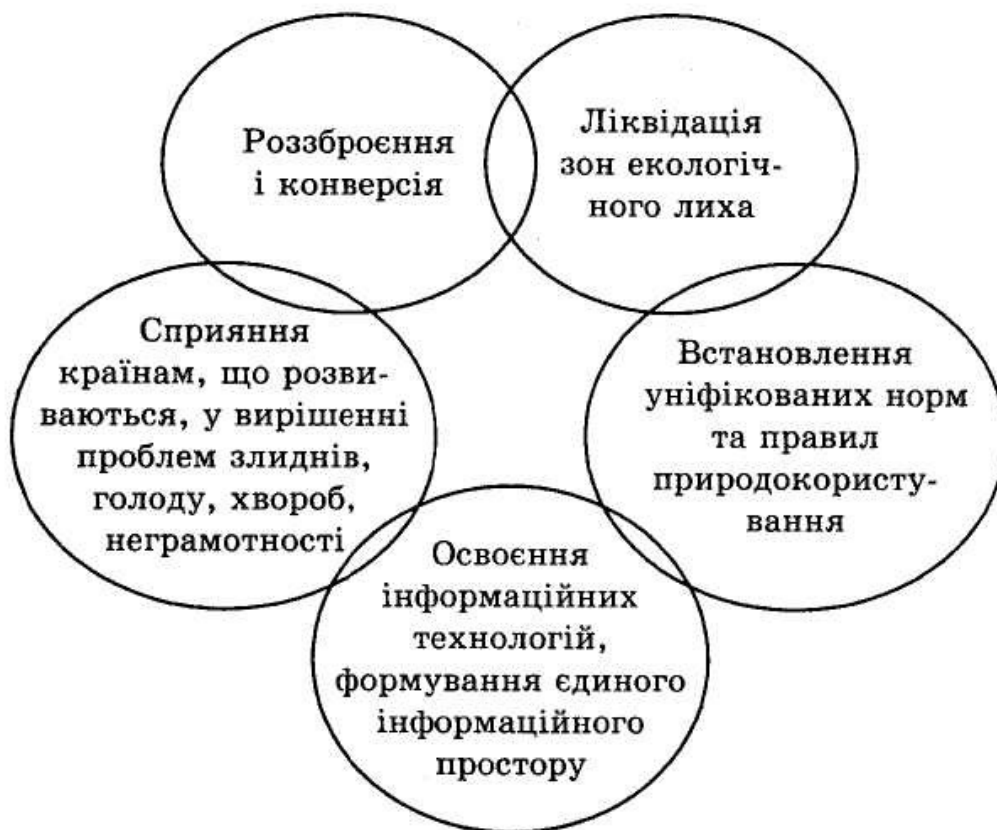 Роззброєння
і конверсія
Ліквідація
зон екологіч-
ного лиха
Сприяння
країнам, що розви-
ваються, у вирішенні
проблем злиднів,
голоду, хвороб,
неграмотності
Встановлення
уніфікованих норм
та правил
природокористу-
вання
Освоєння
інформаційних
технологій,
формування єдиного
інформаційного
простору